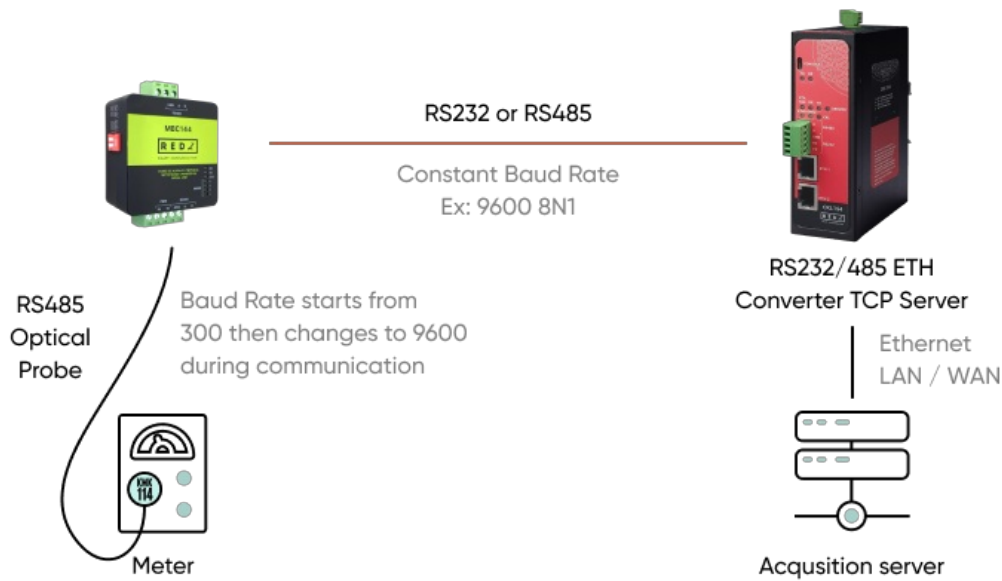 MBC144
RED Z
RS232 or RS485
Constant Baud Rate
Ex: 9600 8N1
RS232/485 ETH
Converter TCP Server
RS485
Optical
Probe
Baud Rate starts from
300 then changes to 9600
during communication
Ethernet
LAN / WAN
KMK
114
Meter
Acqusition server